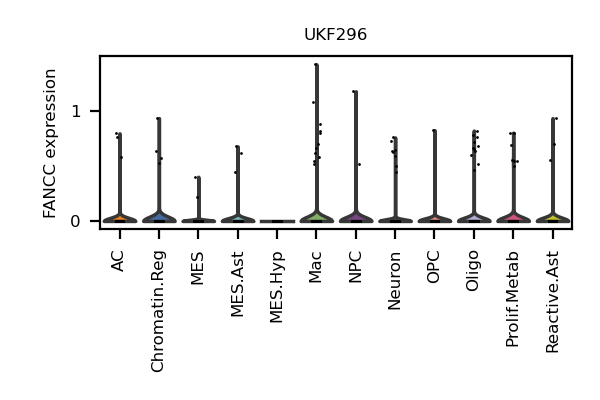 UKF296
FANCC expression
1
0
AC
Chromatin.Reg
MES
MES.Ast
MES.Hyp
Mac
NPC
Neuron
OPC
Oligo
Prolif.Metab
Reactive.Ast